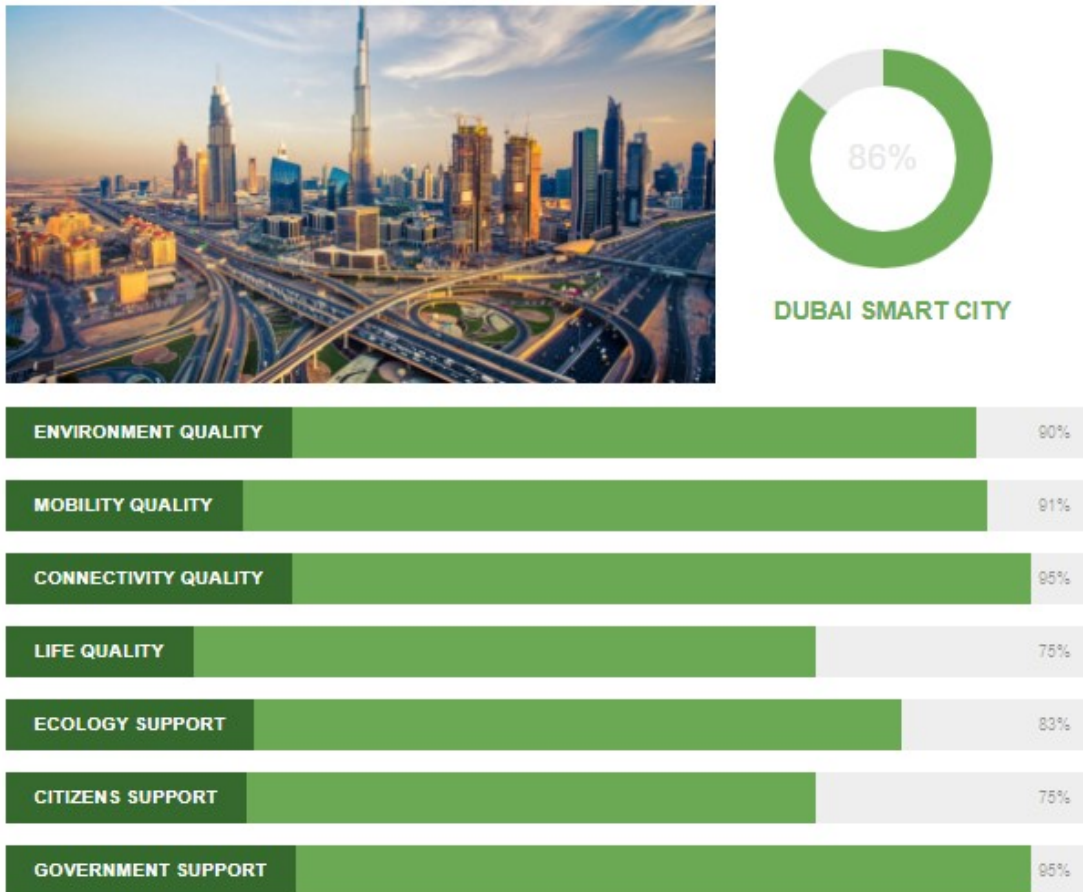 86%
DUBAI SMART CITY
ENVIRONMENT QUALITY 90%
MOBILITY QUALITY 91%
CONNECTIVITY QUALITY 95%
LIFE QUALITY 75%
ECOLOGY SUPPORT 83%
CITIZENS SUPPORT 75%
GOVERNMENT SUPPORT 95%